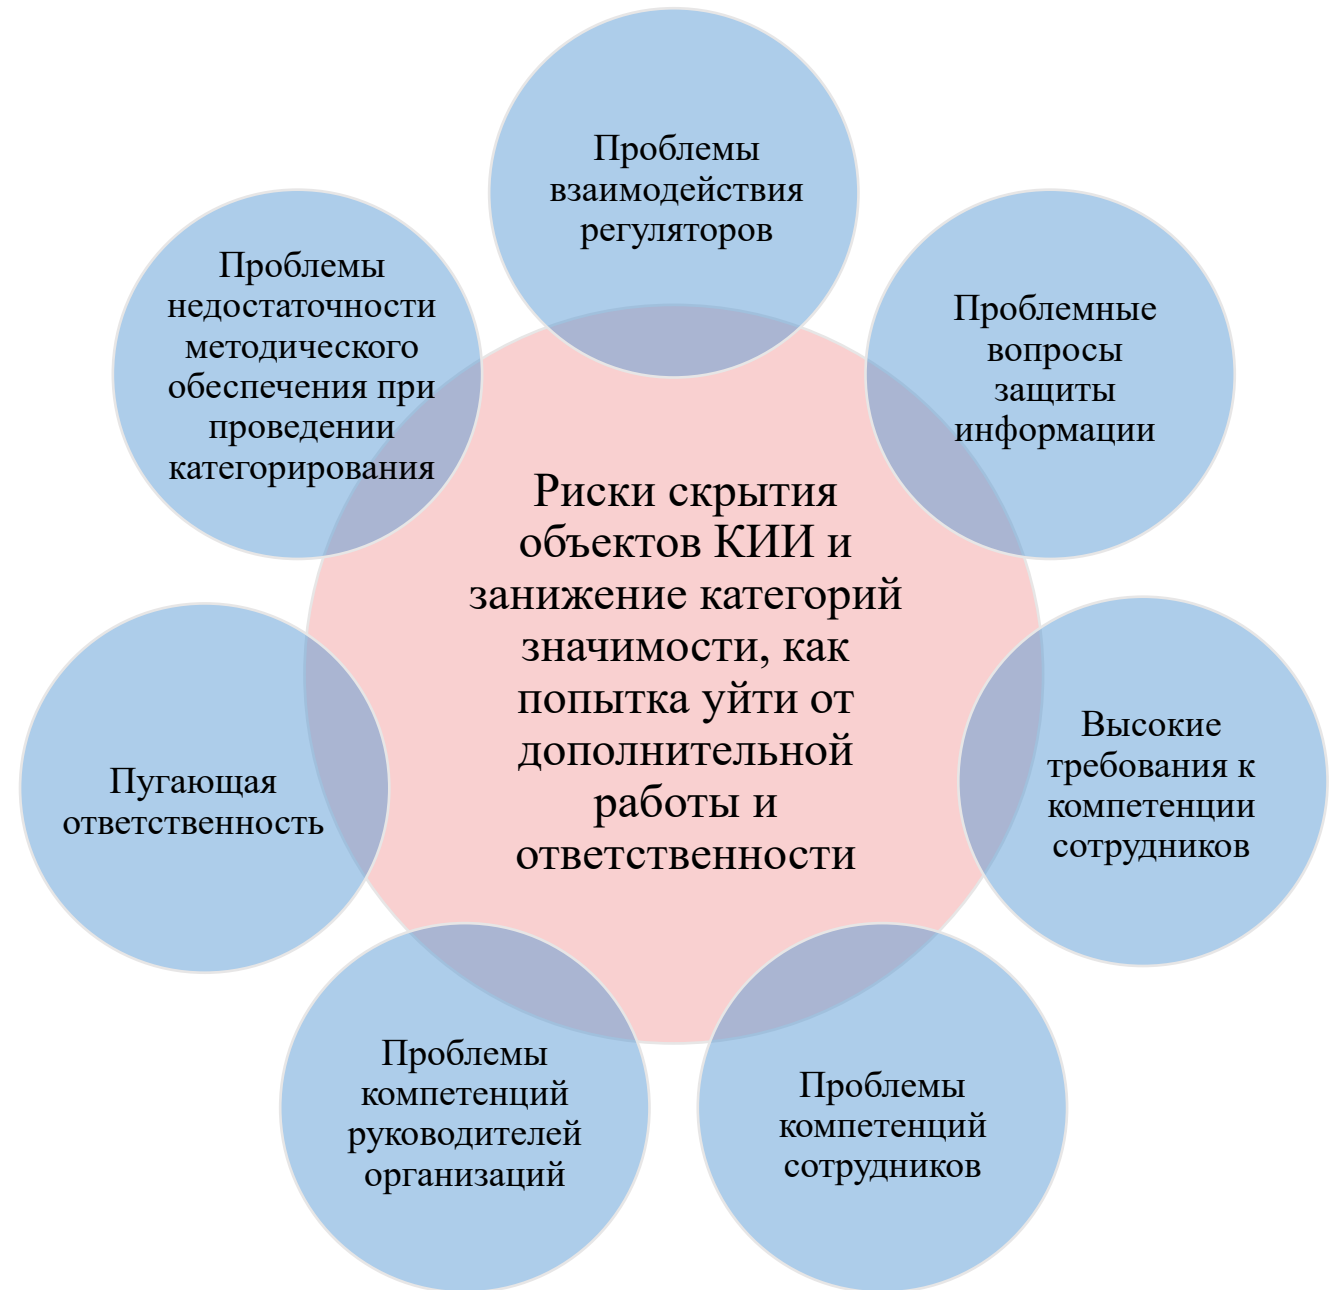 Проблемы
взаимодействия
регуляторов
Проблемы
недостаточности
методического
обеспечения при
проведении
категорирования
Проблемные
вопросы
защиты
информации
Риски скрытия
объектов КИИ и
занижение категорий
значимости, как
попытка уйти от
дополнительной
работы и
ответственности
Пугающая
ответственность
Высокие
требования к
компетенции
сотрудников
Проблемы
компетенций
руководителей
организаций
Проблемы
компетенций
сотрудников